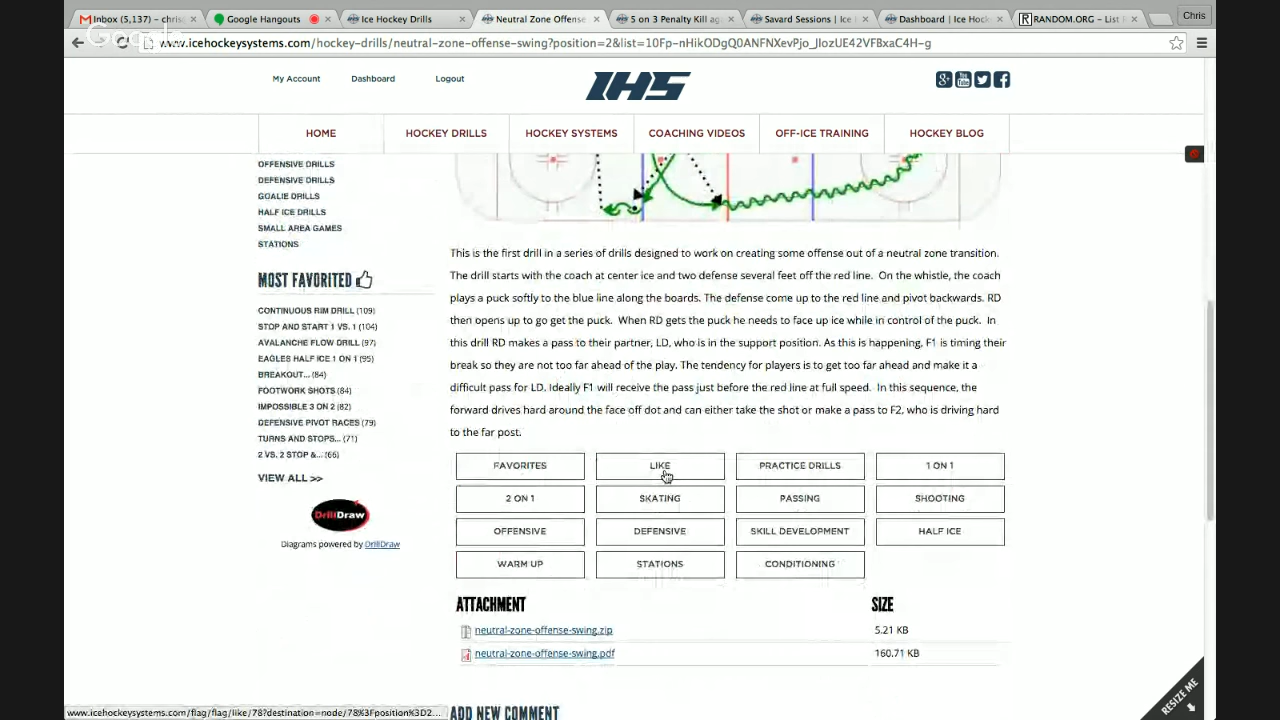 Inbox (5,137) – chris@
Google Hangouts
Ice Hockey Drills
Neutral Zone Offense
5 on 3 Penalty Kill ag
Savard Sessions | Ice H
Dashboard | Ice Hock
RANDOM.ORG – List R
Chris
www.icehockeysystems.com/hockey-drills/neutral-zone-offense-swing?position=2&list=10Fp-nHikODgQ0ANFNXevPjo_JIozUE42VFBxaC4H-g
Google
My Account Dashboard Logout
IHS
HOME HOCKEY DRILLS HOCKEY SYSTEMS COACHING VIDEOS OFF-ICE TRAINING HOCKEY BLOG
OFFENSIVE DRILLS
DEFENSIVE DRILLS
GOALIE DRILLS
HALF ICE DRILLS
SMALL AREA GAMES
STATIONS
MOST FAVORITED
CONTINUOUS RIM DRILL (109)
STOP AND START 1 VS. 1 (104)
AVALANCHE FLOW DRILL (97)
EAGLES HALF ICE 1 ON 1 (95)
BREAKOUT... (84)
FOOTWORK SHOTS (84)
IMPOSSIBLE 3 ON 2 (82)
DEFENSIVE PIVOT RACES (79)
TURNS AND STOPS... (71)
2 VS. 2 STOP &... (66)
VIEW ALL >>
DrillDraw
Diagrams powered by DrillDraw
This is the first drill in a series of drills designed to work on creating some offense out of a neutral zone transition.
The drill starts with the coach at center ice and two defense several feet off the red line. On the whistle, the coach
plays a puck softly to the blue line along the boards. The defense come up to the red line and pivot backwards. RD
then opens up to go get the puck. When RD gets the puck he needs to face up ice while in control of the puck. In
this drill RD makes a pass to their partner, LD, who is in the support position. As this is happening, F1 is timing their
break so they are not too far ahead of the play. The tendency for players is to get too far ahead and make it a
difficult pass for LD. Ideally F1 will receive the pass just before the red line at full speed. In this sequence, the
forward drives hard around the face off dot and can either take the shot or make a pass to F2, who is driving hard
to the far post.
FAVORITES LIKE PRACTICE DRILLS 1 ON 1
2 ON 1 SKATING PASSING SHOOTING
OFFENSIVE DEFENSIVE SKILL DEVELOPMENT HALF ICE
WARM UP STATIONS CONDITIONING
ATTACHMENT SIZE
neutral-zone-offense-swing.zip 5.21 KB
neutral-zone-offense-swing.pdf 160.71 KB
ADD NEW COMMENT
RESIZE ME
www.icehockeysystems.com/flag/flag/like/78?destination=node/78%3Fposition%3D2...